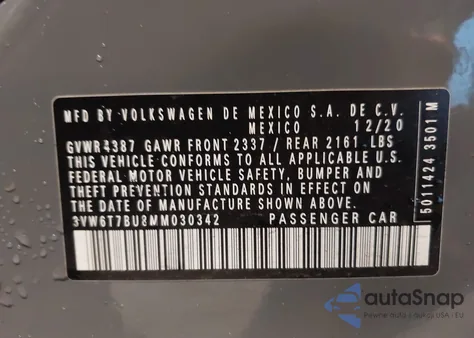 MFD BY VOLKSWAGEN DE MEXICO S.A. DE C.V.
MEXICO 12/20
GVWR 4387 GAWR FRONT 2337 / REAR 2161 LBS
THIS VEHICLE CONFORMS TO ALL APPLICABLE U.S.
FEDERAL MOTOR VEHICLE SAFETY, BUMPER AND
THEFT PREVENTION STANDARDS IN EFFECT ON
THE DATE OF MANUFACTURE SHOWN ABOVE.
3VW6T7BU8MM030342 PASSENGER CAR
5011424 3501 M
autoSnap